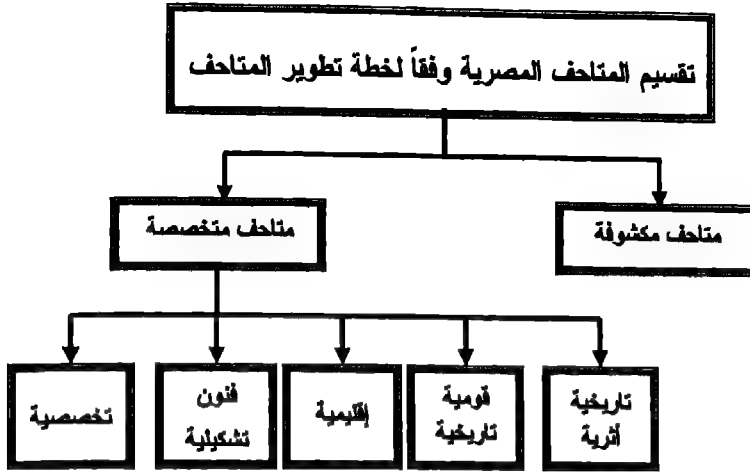 تقسيم المتاحف المصرية وفقاً لخطة تطوير المتاحف
متاحف مكشوفة
متاحف متخصصة
تاريخية
أثرية
قومية
تاريخية
إقليمية
فنون
تشكيلية
تخصصية